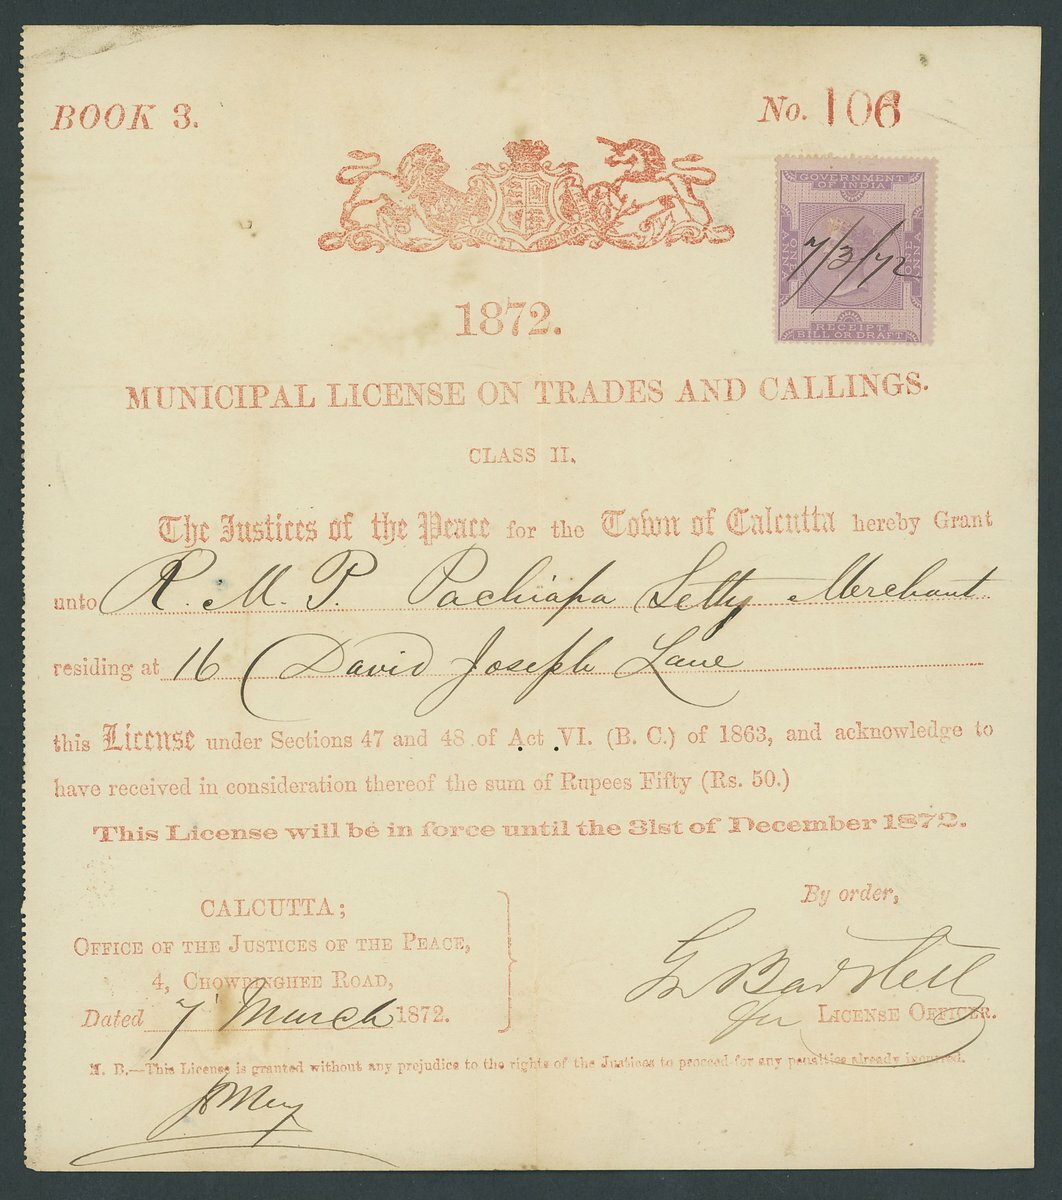 BOOK 3.
No. 106
GOVERNMENT
OF INDIA
ONE ANNA
ONE ANNA
7/3/72
RECEIPT
BILL OR DRAFT
1872.
MUNICIPAL LICENSE ON TRADES AND CALLINGS.
CLASS II.
The Justices of the Peace for the Town of Calcutta hereby Grant
unto R. M. P. Pachiapa Setty Merchant
residing at 16 David Joseph Lane
this License under Sections 47 and 48 of Act VI. (B. C.) of 1863, and acknowledge to
have received in consideration thereof the sum of Rupees Fifty (Rs. 50.)
This License will be in force until the 31st of December 1872.
CALCUTTA;
OFFICE OF THE JUSTICES OF THE PEACE,
4, CHOWRINGHEE ROAD,
Dated 7 March 1872.
By order,
Bartlett
for LICENSE OFFICER.
N. B.—This License is granted without any prejudice to the rights of the Justices to proceed for any penalties already incurred.